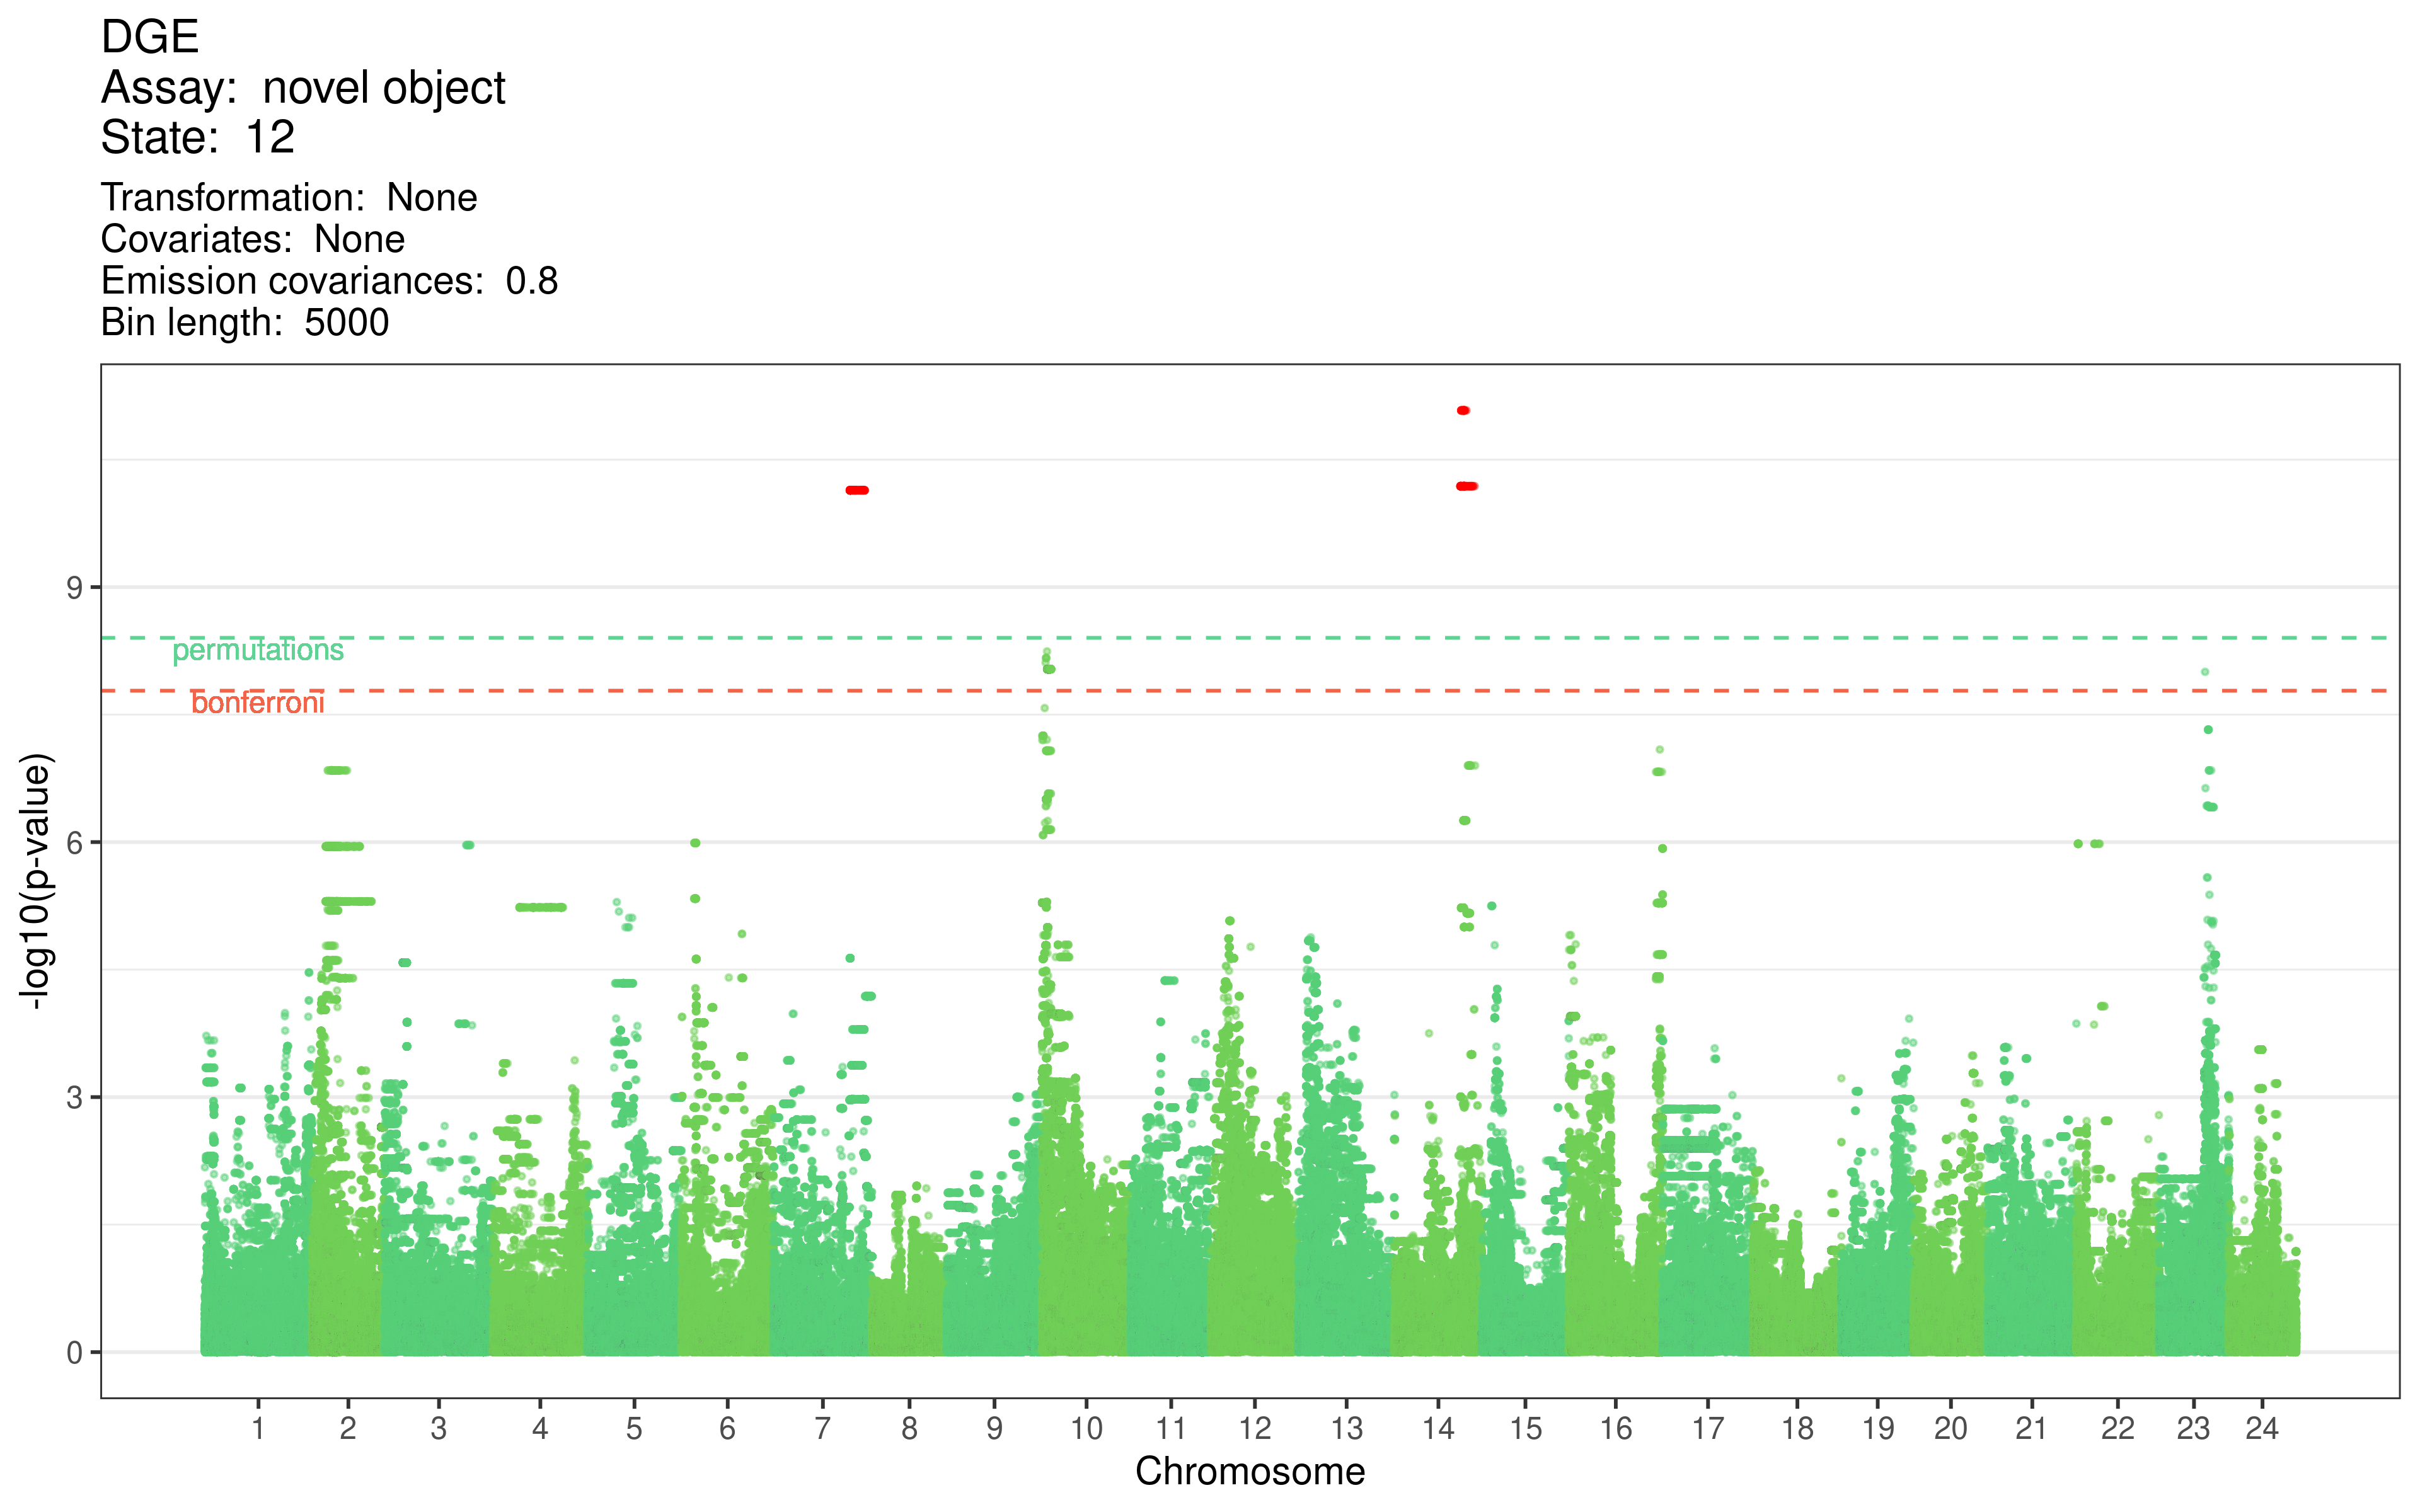 DGE
Assay: novel object
State: 12
Transformation: None
Covariates: None
Emission covariances: 0.8
Bin length: 5000
9
permutations
bonferroni
6
3
0
-log10(p-value)
1 2 3 4 5 6 7 8 9 10 11 12 13 14 15 16 17 18 19 20 21 22 23 24
Chromosome